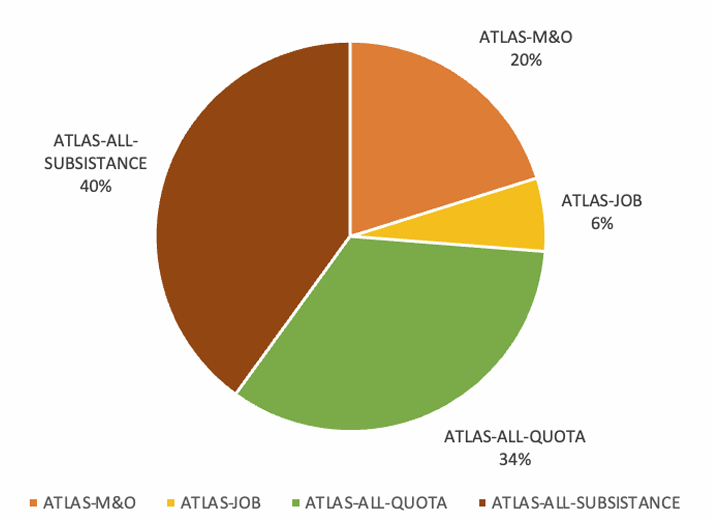 ATLAS-M&O
20%
ATLAS-ALL-
SUBSISTANCE
40%
ATLAS-JOB
6%
ATLAS-ALL-QUOTA
34%
ATLAS-M&O ATLAS-JOB ATLAS-ALL-QUOTA ATLAS-ALL-SUBSISTANCE